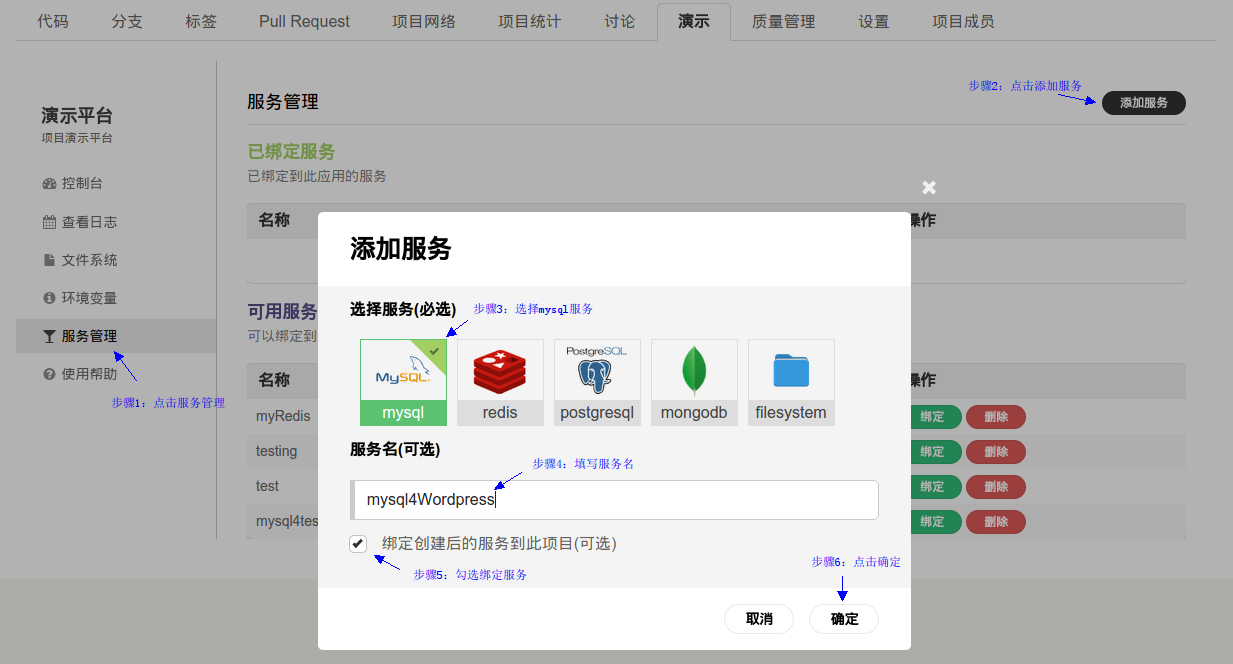 代码 分支 标签 Pull Request 项目网络 项目统计 讨论 演示 质量管理 设置 项目成员
演示平台
项目演示平台
控制台
查看日志
文件系统
环境变量
服务管理
使用帮助
步骤1：点击服务管理
服务管理
步骤2：点击添加服务
添加服务
已绑定服务
已绑定到此应用的服务
名称 操作
可用服务
可以绑定到
名称 操作
myRedis 绑定 删除
testing 绑定 删除
test 绑定 删除
mysql4tes 绑定 删除
添加服务
选择服务(必选)
步骤3：选择mysql服务
MySQL
PostgreSQL
mysql redis postgresql mongodb filesystem
服务名(可选)
步骤4：填写服务名
mysql4Wordpress
绑定创建后的服务到此项目(可选)
步骤5：勾选绑定服务
步骤6：点击确定
取消 确定